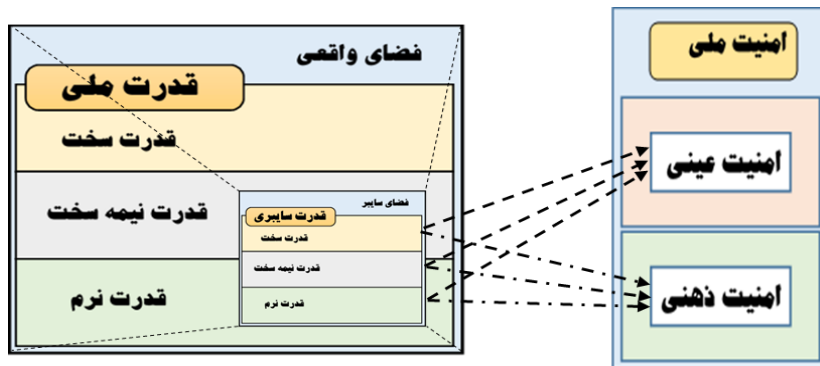 فضای واقعی
قدرت ملی
قدرت سخت
قدرت نیمه سخت
قدرت نرم
فضای سایبر
قدرت سایبری
قدرت سخت
قدرت نیمه سخت
قدرت نرم
امنیت ملی
امنیت عینی
امنیت ذهنی